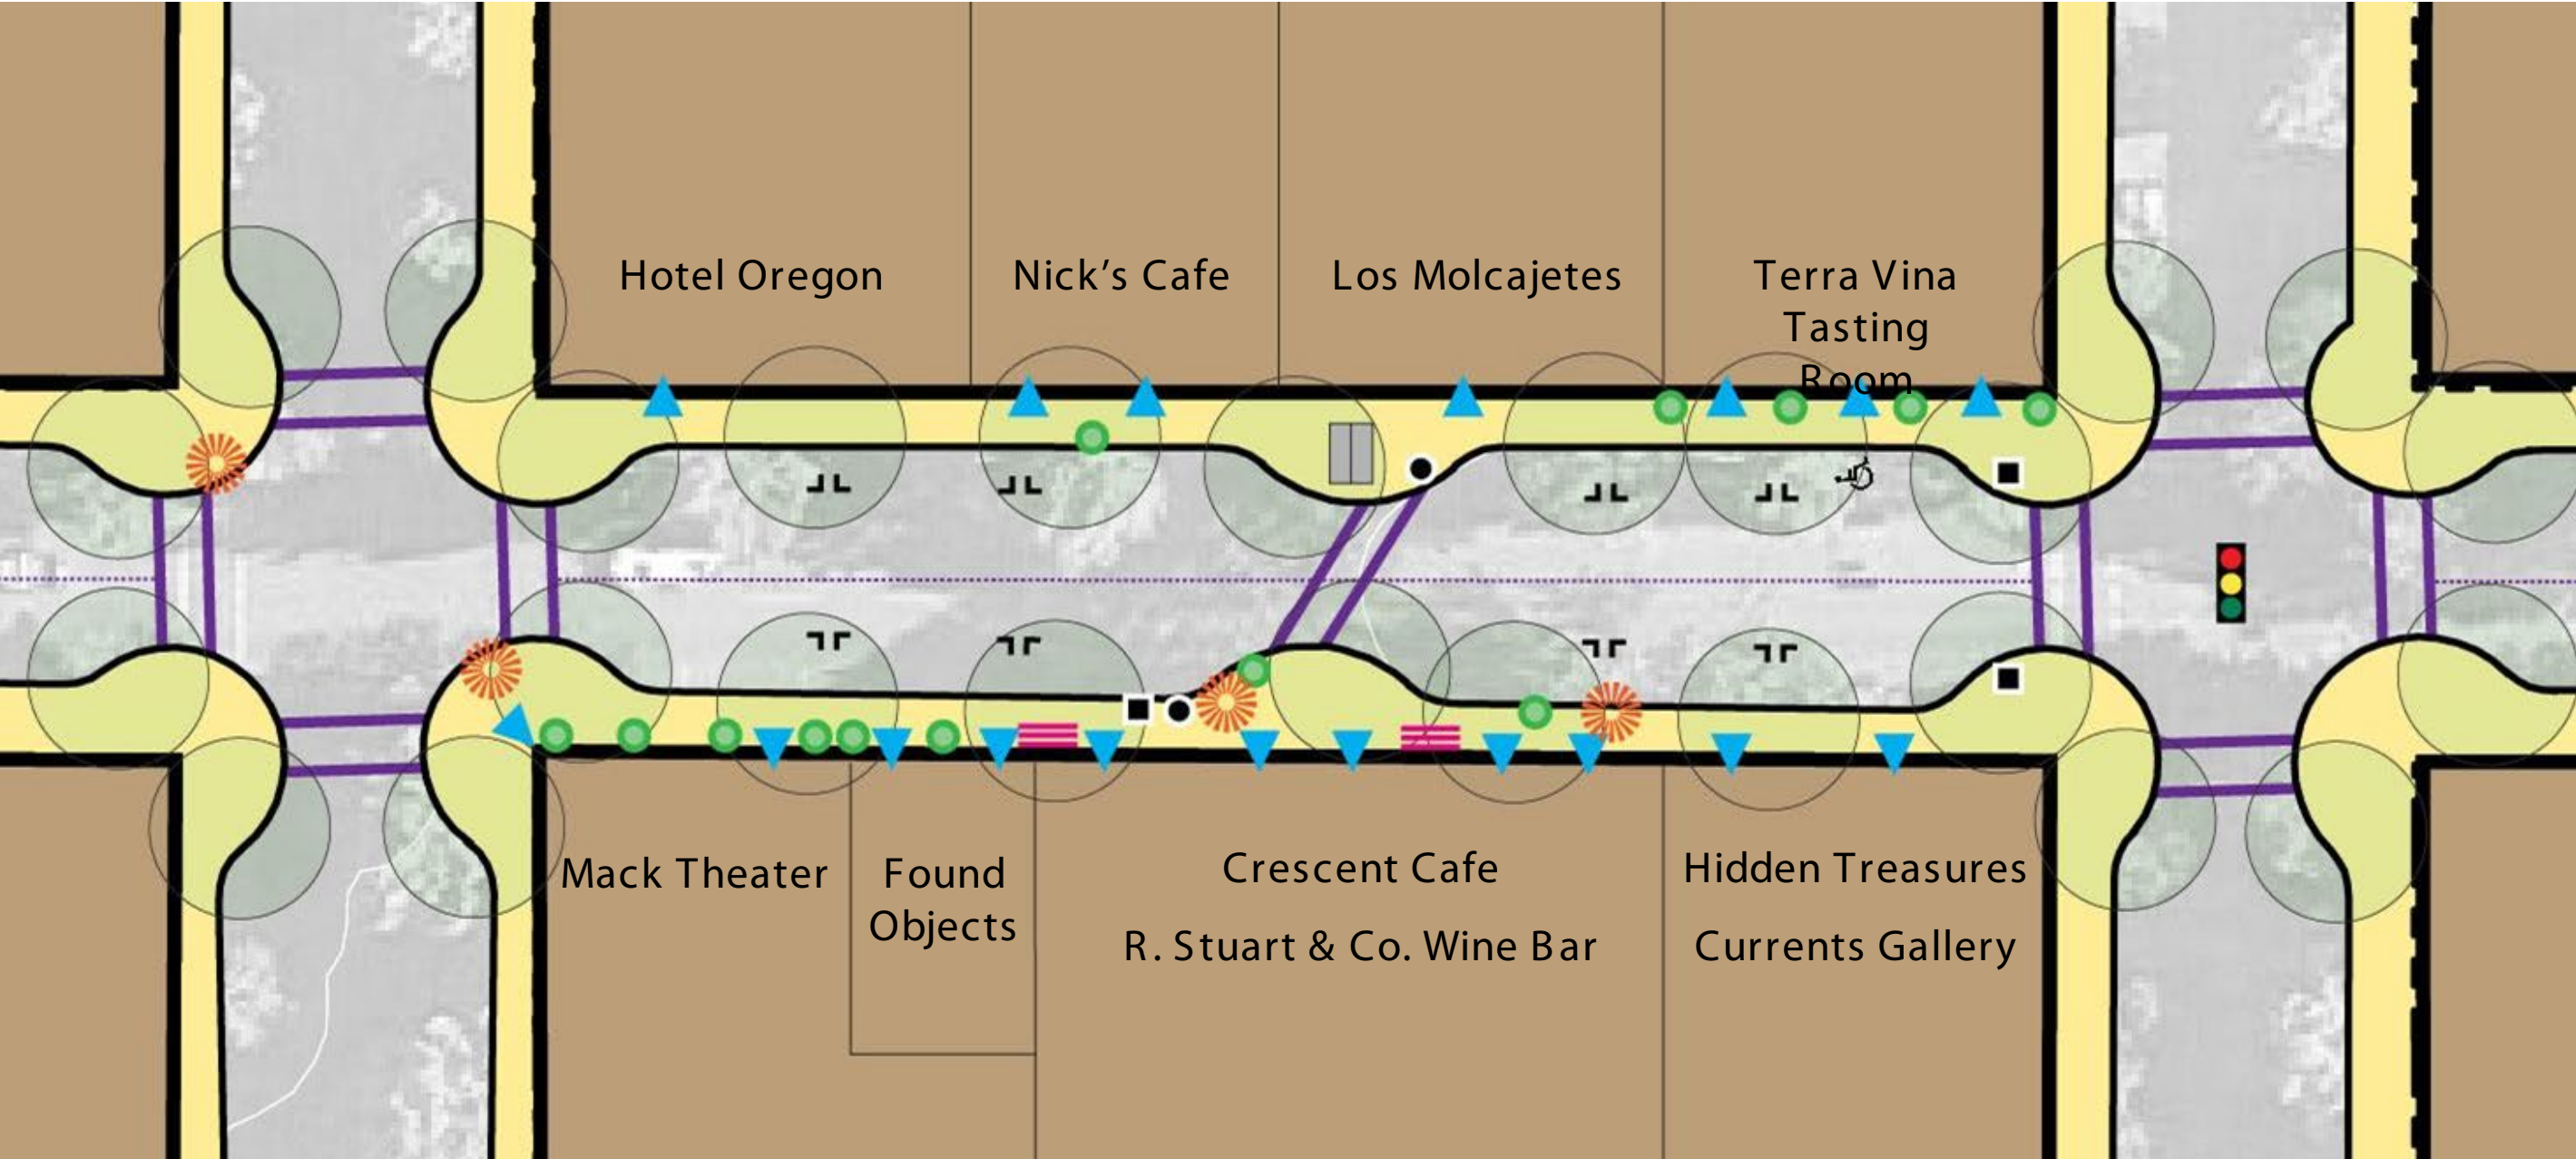 Hotel Oregon
Nick’s Cafe
Los Molcajetes
Terra Vina
Tasting
Room
Mack Theater
Found
Objects
Crescent Cafe
R. Stuart & Co. Wine Bar
Hidden Treasures
Currents Gallery